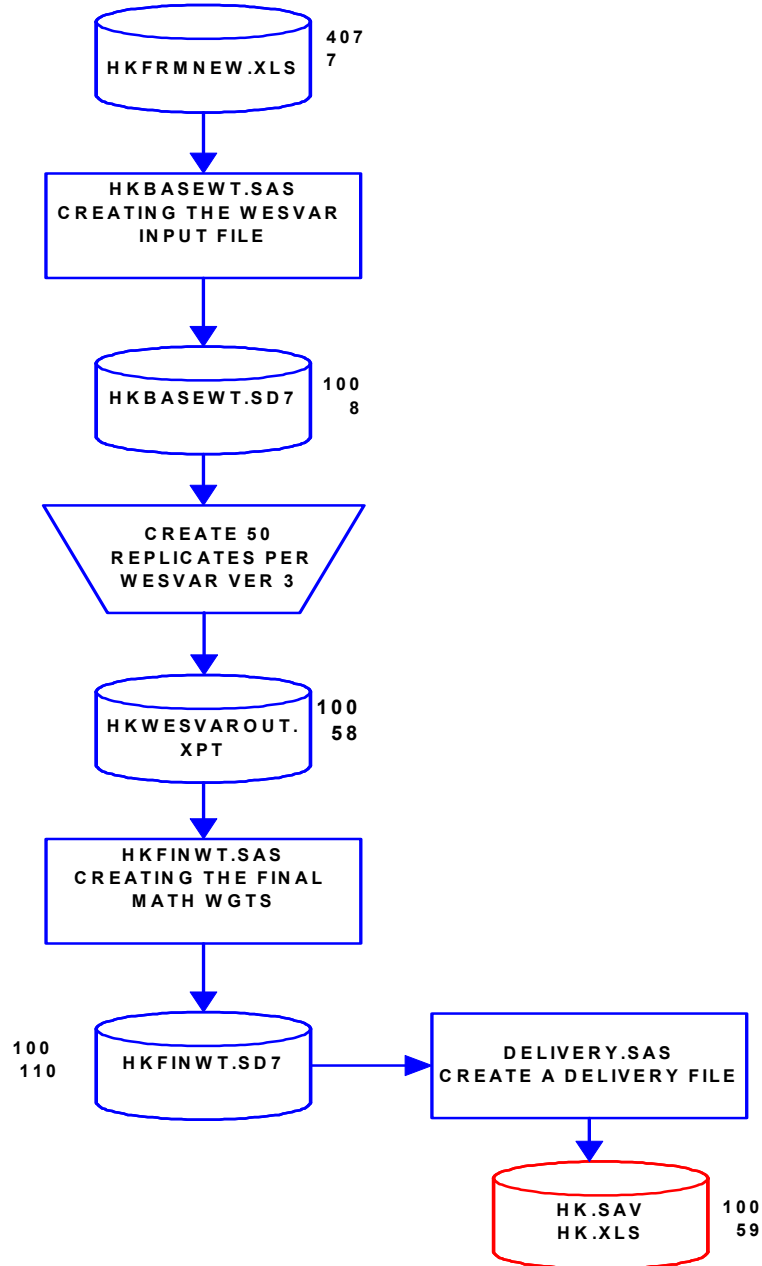 HKFRMNEW.XLS
407
7
HKBASEWT.SAS
CREATING THE WESVAR
INPUT FILE
HKBASEWT.SD7
100
8
CREATE 50
REPLICATES PER
WESVAR VER 3
HKWESVAROUT.
XPT
100
58
HKFINWT.SAS
CREATING THE FINAL
MATH WGTS
100
110
HKFINWT.SD7
DELIVERY.SAS
CREATE A DELIVERY FILE
HK.SAV
HK.XLS
100
59